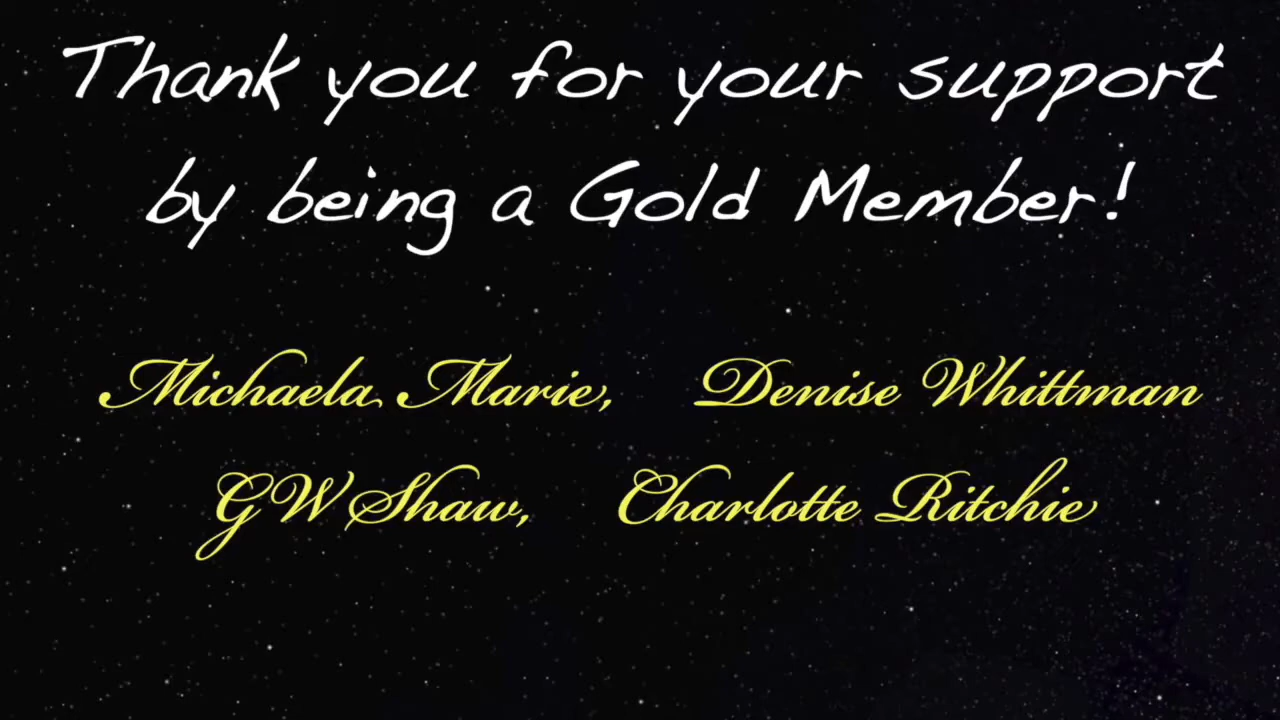 Thank you for your support
by being a Gold Member!
Michaela Marie, Denise Whittman
GW Shaw, Charlotte Ritchie